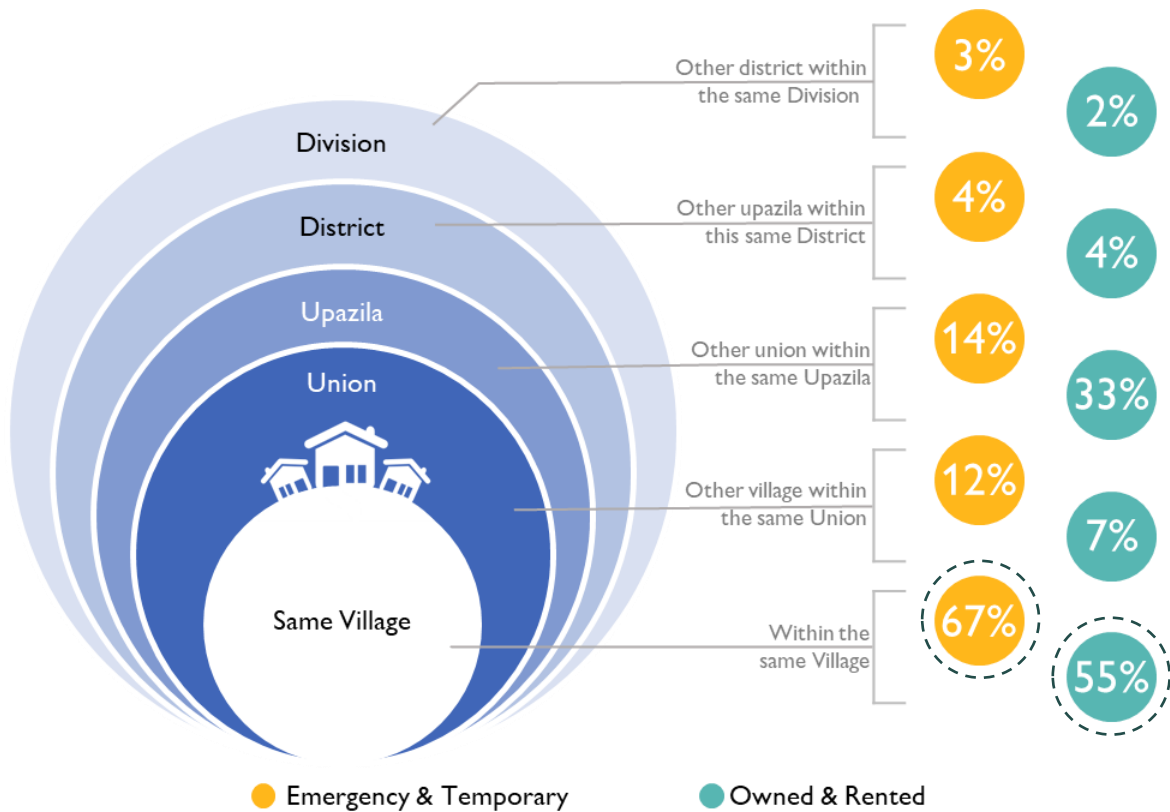 3%
Other district within
the same Division
2%
Division
4%
Other upazila within
this same District
4%
District
14%
Upazila
Other union within
the same Upazila
33%
Union
12%
Other village within
the same Union
7%
67%
Same Village
Within the
same Village
55%
Emergency & Temporary
Owned & Rented